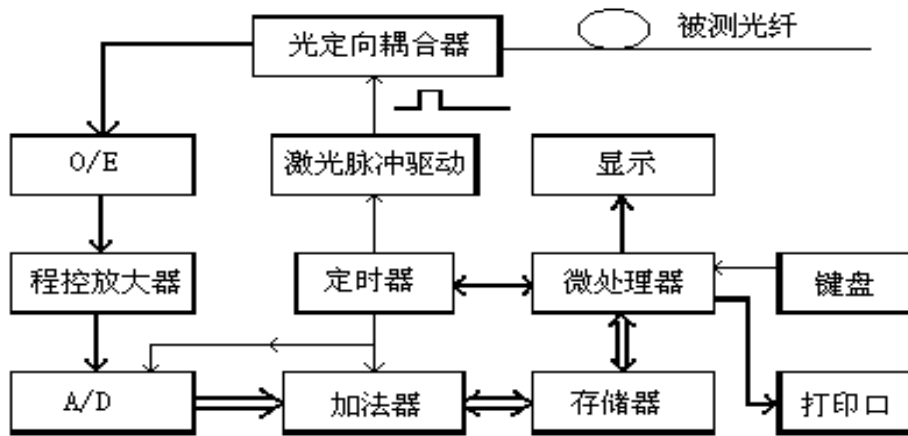 光定向耦合器
被测光纤
O/E
激光脉冲驱动
显示
程控放大器
定时器
微处理器
键盘
A/D
加法器
存储器
打印口